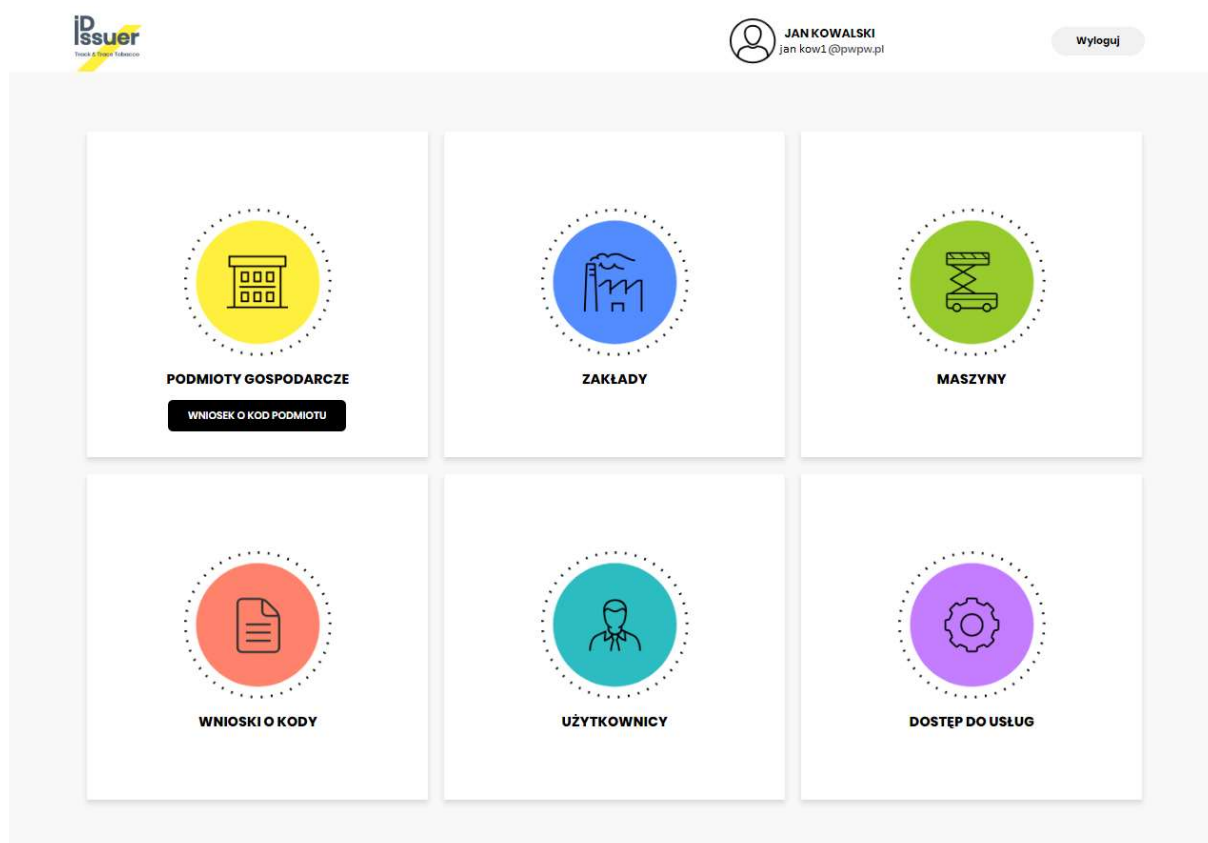 iD
Issuer
Track & Trace Tobacco
JAN KOWALSKI
jan kow1@pwpw.pl
Wyloguj
PODMIOTY GOSPODARCZE
WNIOSEK O KOD PODMIOTU
ZAKŁADY
MASZYNY
WNIOSKI O KODY
UŻYTKOWNICY
DOSTĘP DO USŁUG